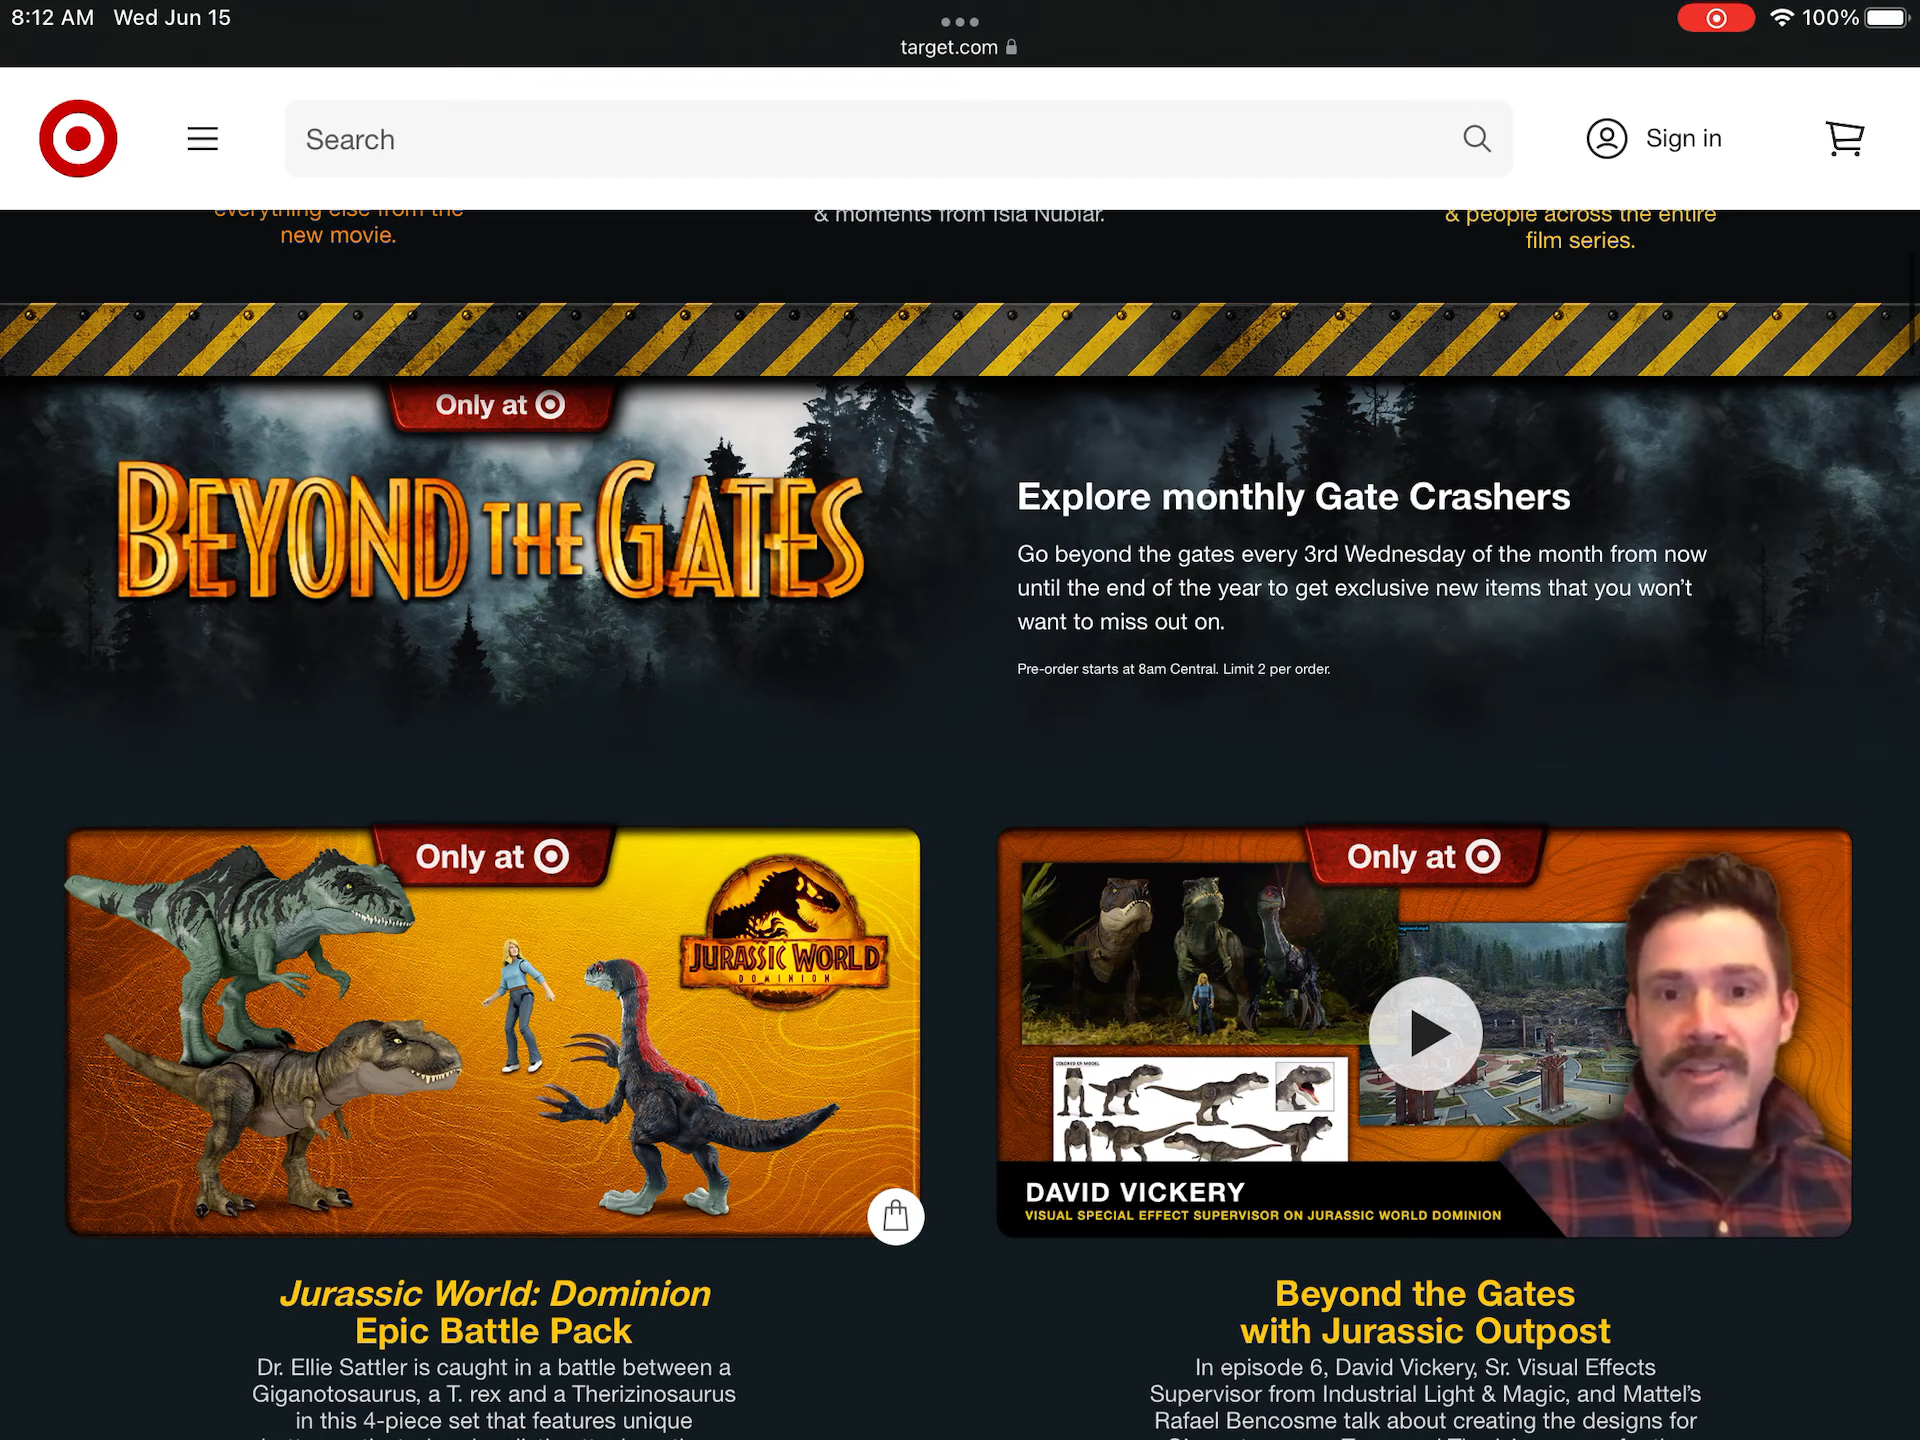 8:12 AM Wed Jun 15
100%
target.com
Search
Sign in
everything else from the
new movie.
& moments from Isla Nublar.
& people across the entire
film series.
Only at
BEYOND THE GATES
Explore monthly Gate Crashers
Go beyond the gates every 3rd Wednesday of the month from now
until the end of the year to get exclusive new items that you won't
want to miss out on.
Pre-order starts at 8am Central. Limit 2 per order.
Only at
JURASSIC WORLD
DOMINION
Jurassic World: Dominion
Epic Battle Pack
Dr. Ellie Sattler is caught in a battle between a
Giganotosaurus, a T. rex and a Therizinosaurus
in this 4-piece set that features unique
Only at
DAVID VICKERY
VISUAL SPECIAL EFFECT SUPERVISOR ON JURASSIC WORLD DOMINION
Beyond the Gates
with Jurassic Outpost
In episode 6, David Vickery, Sr. Visual Effects
Supervisor from Industrial Light & Magic, and Mattel's
Rafael Bencosme talk about creating the designs for